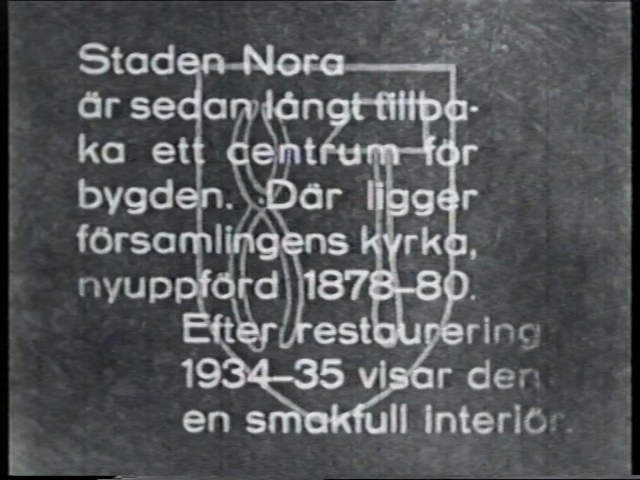 Staden Nora
är sedan långt tillba-
ka ett centrum för
bygden. Där ligger
församlingens kyrka,
nyuppförd 1878-80.
Efter restaurering
1934-35 visar den
en smakfull interiör.